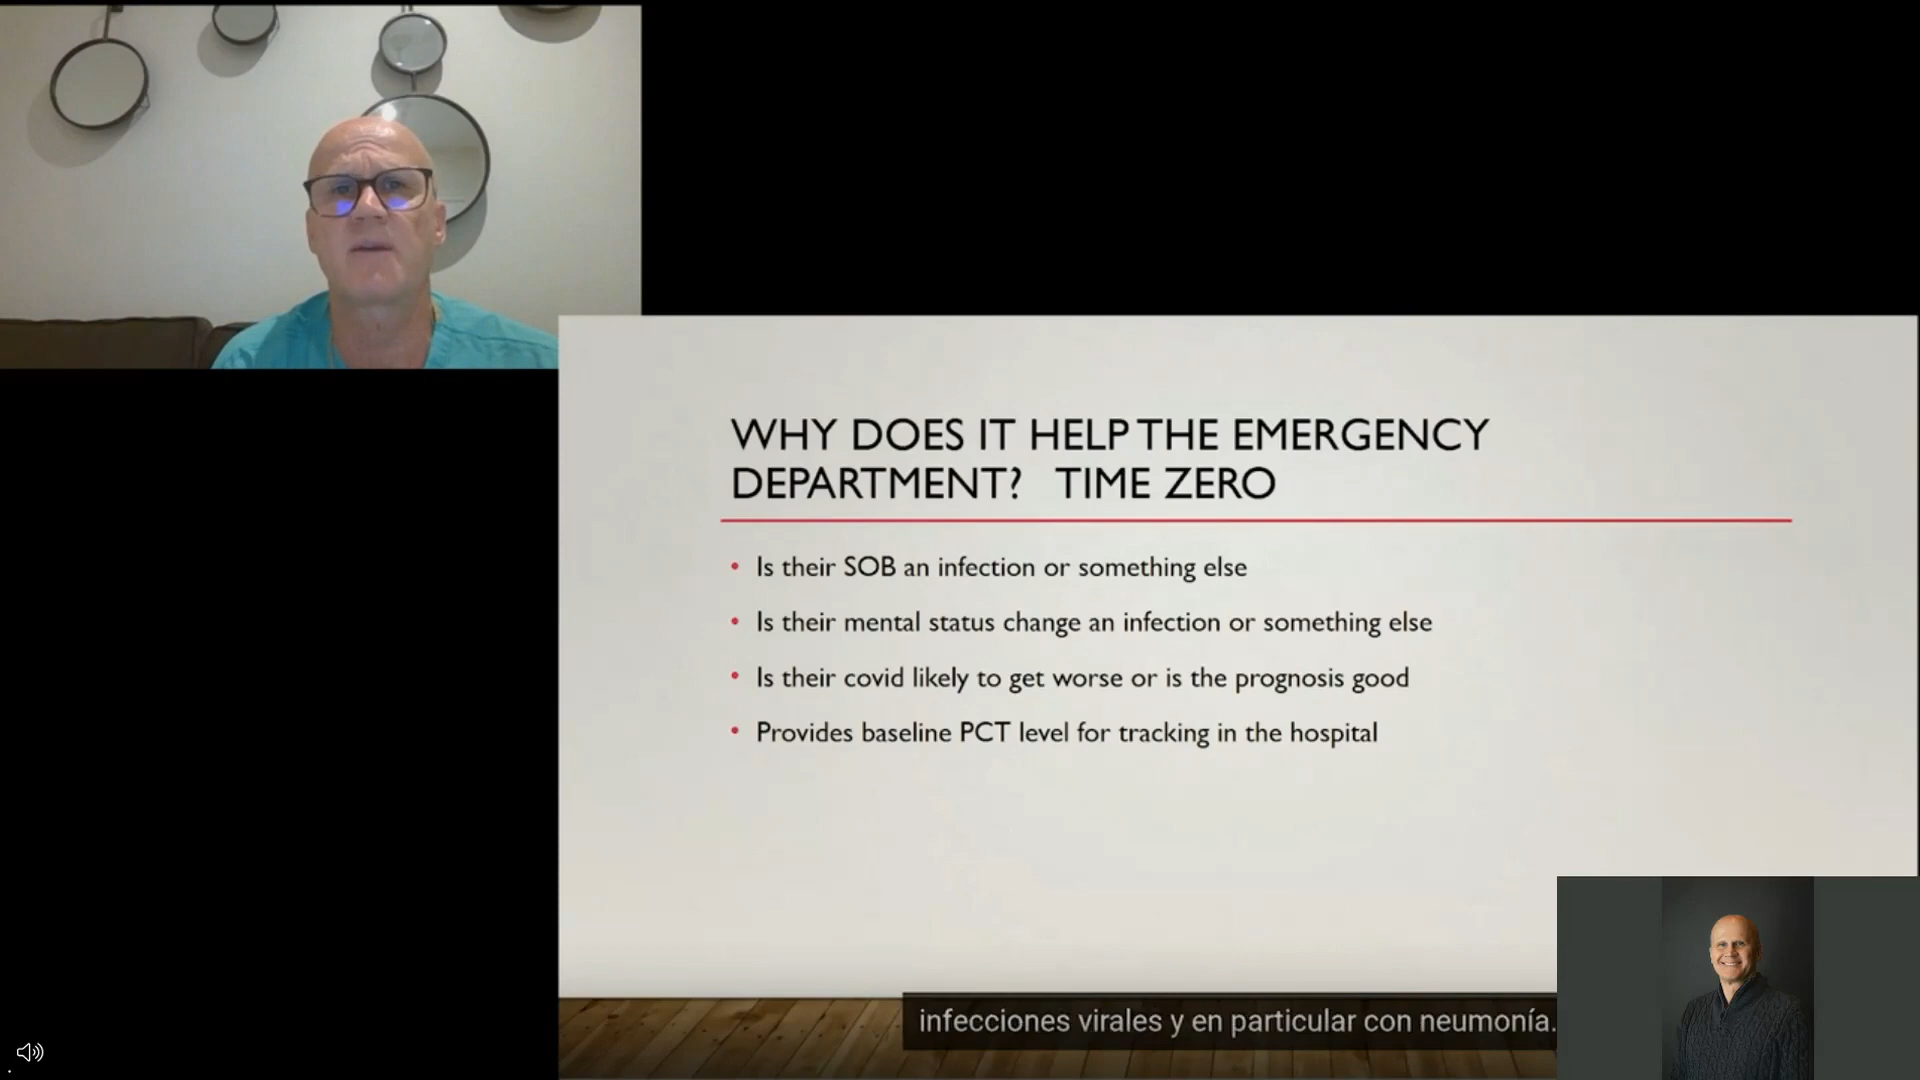 WHY DOES IT HELP THE EMERGENCY
DEPARTMENT? TIME ZERO
• Is their SOB an infection or something else
• Is their mental status change an infection or something else
• Is their covid likely to get worse or is the prognosis good
• Provides baseline PCT level for tracking in the hospital
infecciones virales y en particular con neumonía.